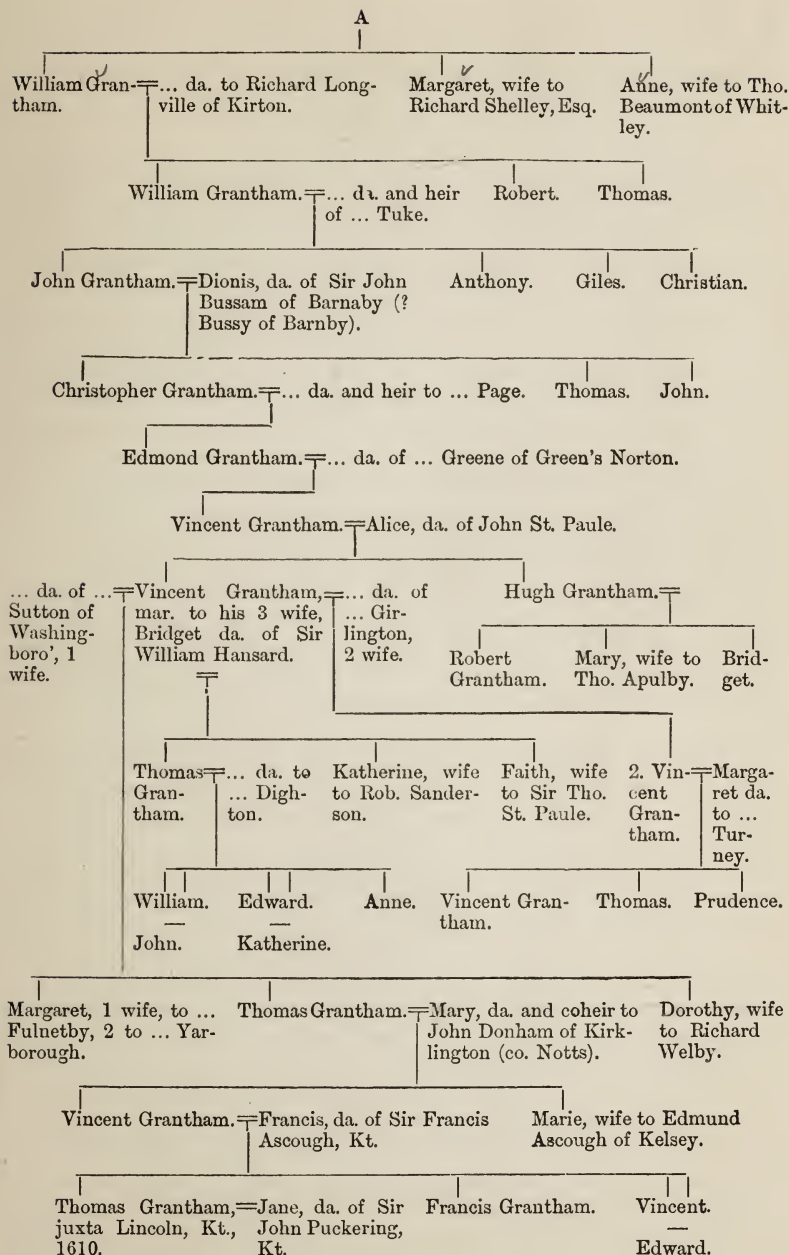 A
William Gran-
tham.
... da. to Richard Long-
ville of Kirton.
Margaret, wife to
Richard Shelley, Esq.
Anne, wife to Tho.
Beaumont of Whit-
ley.
William Grantham.
... da. and heir
of ... Tuke.
Robert.
Thomas.
John Grantham.
Dionis, da. of Sir John
Bussam of Barnaby (?
Bussy of Barnby).
Anthony.
Giles.
Christian.
Christopher Grantham.
... da. and heir to ... Page.
Thomas.
John.
Edmond Grantham.
... da. of ... Greene of Green's Norton.
Vincent Grantham.
Alice, da. of John St. Paule.
... da. of ...
Sutton of
Washing-
boro', 1
wife.
Vincent Grantham,
mar. to his 3 wife,
Bridget da. of Sir
William Hansard.
... da. of
... Gir-
lington,
2 wife.
Hugh Grantham.
Robert
Grantham.
Mary, wife to
Tho. Apulby.
Brid-
get.
Thomas
Gran-
tham.
... da. to
... Digh-
ton.
Katherine, wife
to Rob. Sander-
son.
Faith, wife
to Sir Tho.
St. Paule.
2. Vin-
cent
Gran-
tham.
Marga-
ret da.
to ...
Tur-
ney.
William.
—
John.
Edward.
—
Katherine.
Anne.
Vincent Gran-
tham.
Thomas.
Prudence.
Margaret, 1 wife, to ...
Fulnetby, 2 to ... Yar-
borough.
Thomas Grantham.
Mary, da. and coheir to
John Donham of Kirk-
lington (co. Notts).
Dorothy, wife
to Richard
Welby.
Vincent Grantham.
Francis, da. of Sir Francis
Ascough, Kt.
Marie, wife to Edmund
Ascough of Kelsey.
Thomas Grantham,
juxta Lincoln, Kt.,
1610.
Jane, da. of Sir
John Puckering,
Kt.
Francis Grantham.
Vincent.
—
Edward.